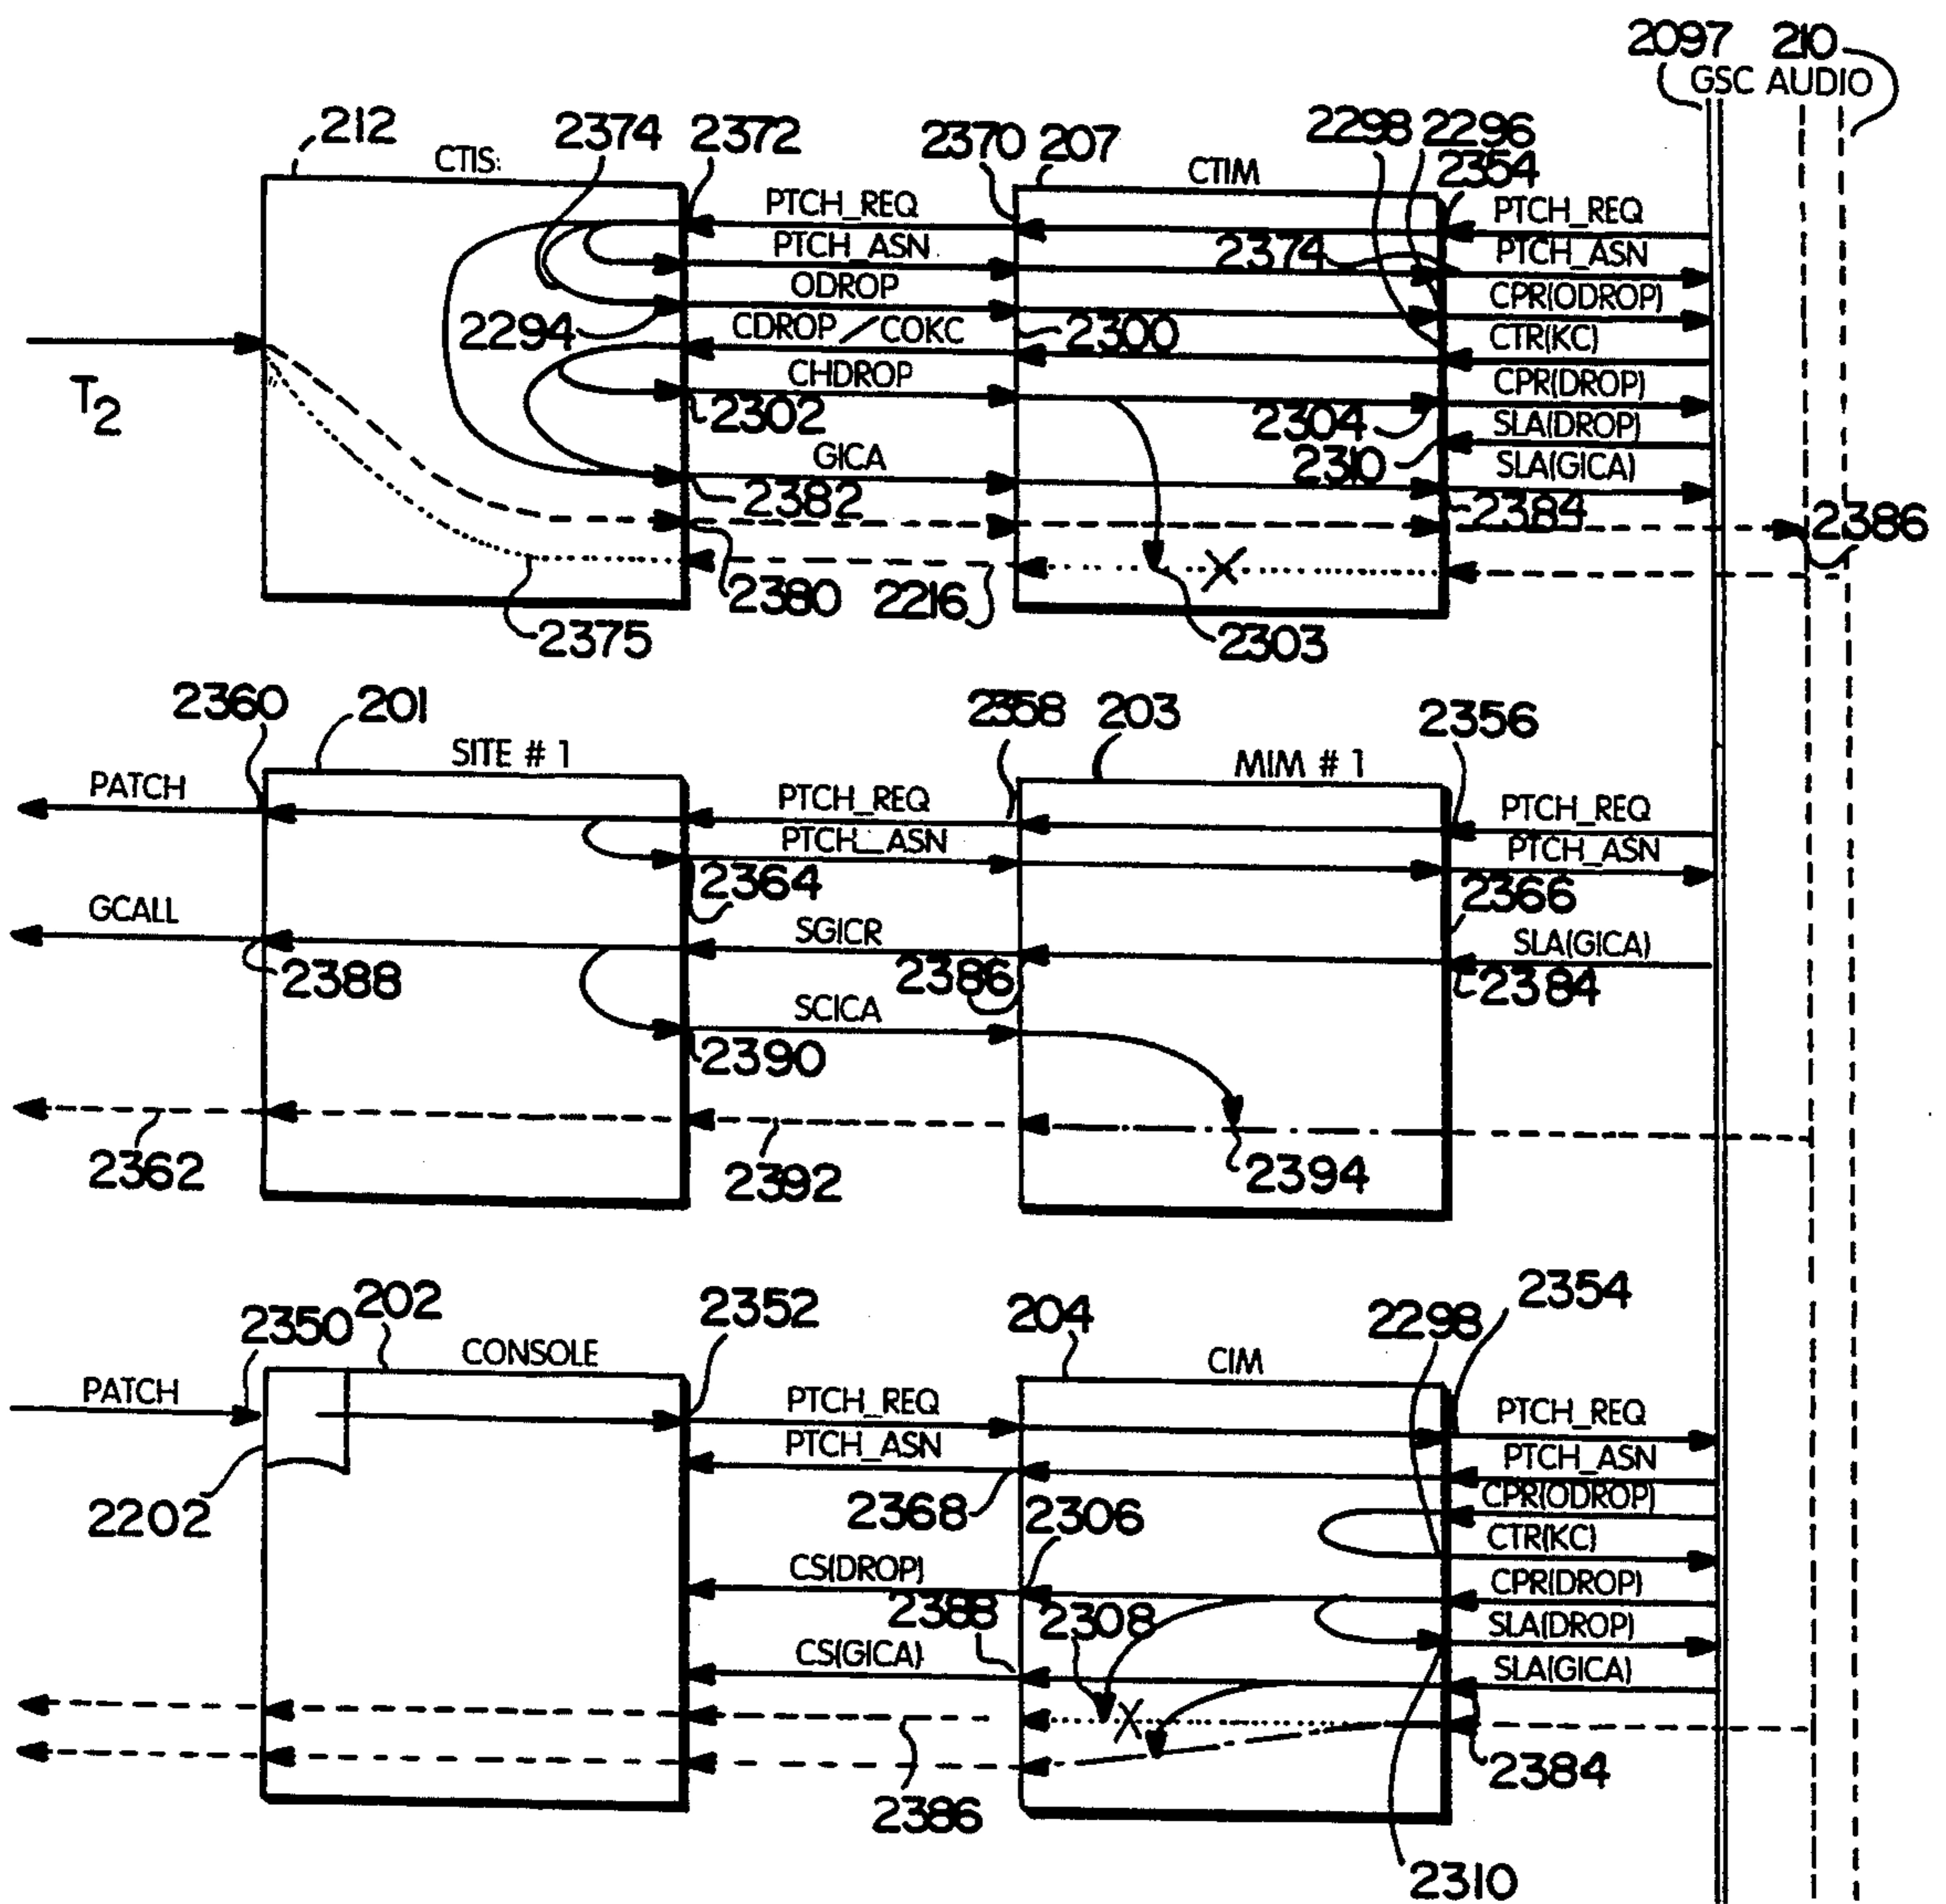 2097 210
GSC AUDIO
212
2374
2372
2370
207
2298
2296
2354
CTIS:
CTIM
PTCH_REQ
PTCH_REQ
PTCH_ASN
2374
PTCH_ASN
ODROP
CPR(ODROP)
2294
CDROP/COKC
2300
CTR(KC)
T2
CHDROP
CPR(DROP)
2302
2304
SLA(DROP)
2310
GICA
SLA(GICA)
2382
2384
2386
2380
2216
2375
2303
2360
201
2358
203
2356
SITE # 1
MIM # 1
PATCH
PTCH_REQ
PTCH_REQ
PTCH_ASN
PTCH_ASN
2364
2366
GCALL
SGICR
SLA(GICA)
2388
2386
2384
SCICA
2390
2362
2392
2394
2350
202
2352
204
2298
2354
CONSOLE
CIM
PATCH
PTCH_REQ
PTCH_REQ
PTCH_ASN
PTCH_ASN
2202
2368
2306
CPR(ODROP)
CTR(KC)
CS(DROP)
CPR(DROP)
2388
2308
SLA(DROP)
CS(GICA)
SLA(GICA)
X
2384
2386
2310